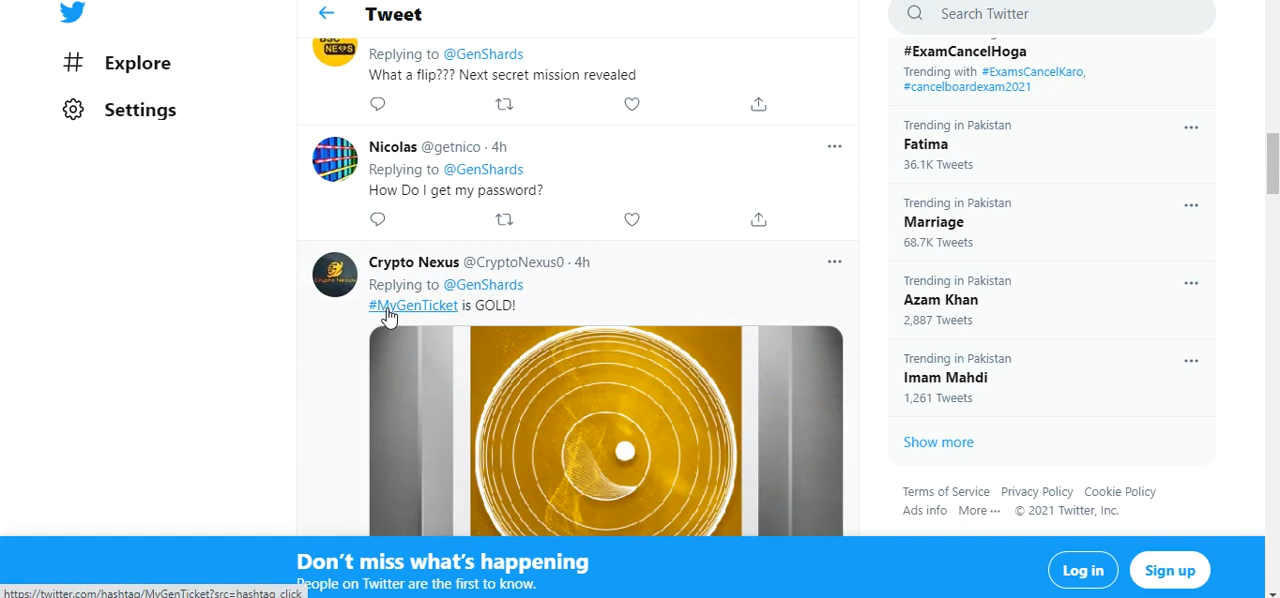 Explore
Settings
Tweet
BSC
NEWS
Replying to @GenShards
What a flip??? Next secret mission revealed
Nicolas @getnico · 4h
Replying to @GenShards
How Do I get my password?
Crypto Nexus @CryptoNexus0 · 4h
Replying to @GenShards
#MyGenTicket is GOLD!
Crypto Nexus
Search Twitter
#ExamCancelHoga
Trending with #ExamsCancelKaro,
#cancelboardexam2021
Trending in Pakistan
Fatima
36.1K Tweets
Trending in Pakistan
Marriage
68.7K Tweets
Trending in Pakistan
Azam Khan
2,887 Tweets
Trending in Pakistan
Imam Mahdi
1,261 Tweets
Show more
Terms of Service Privacy Policy Cookie Policy
Ads info More ··· © 2021 Twitter, Inc.
Don't miss what's happening
People on Twitter are the first to know.
Log in
Sign up
https://twitter.com/hashtag/MyGenTicket?src=hashtag_click